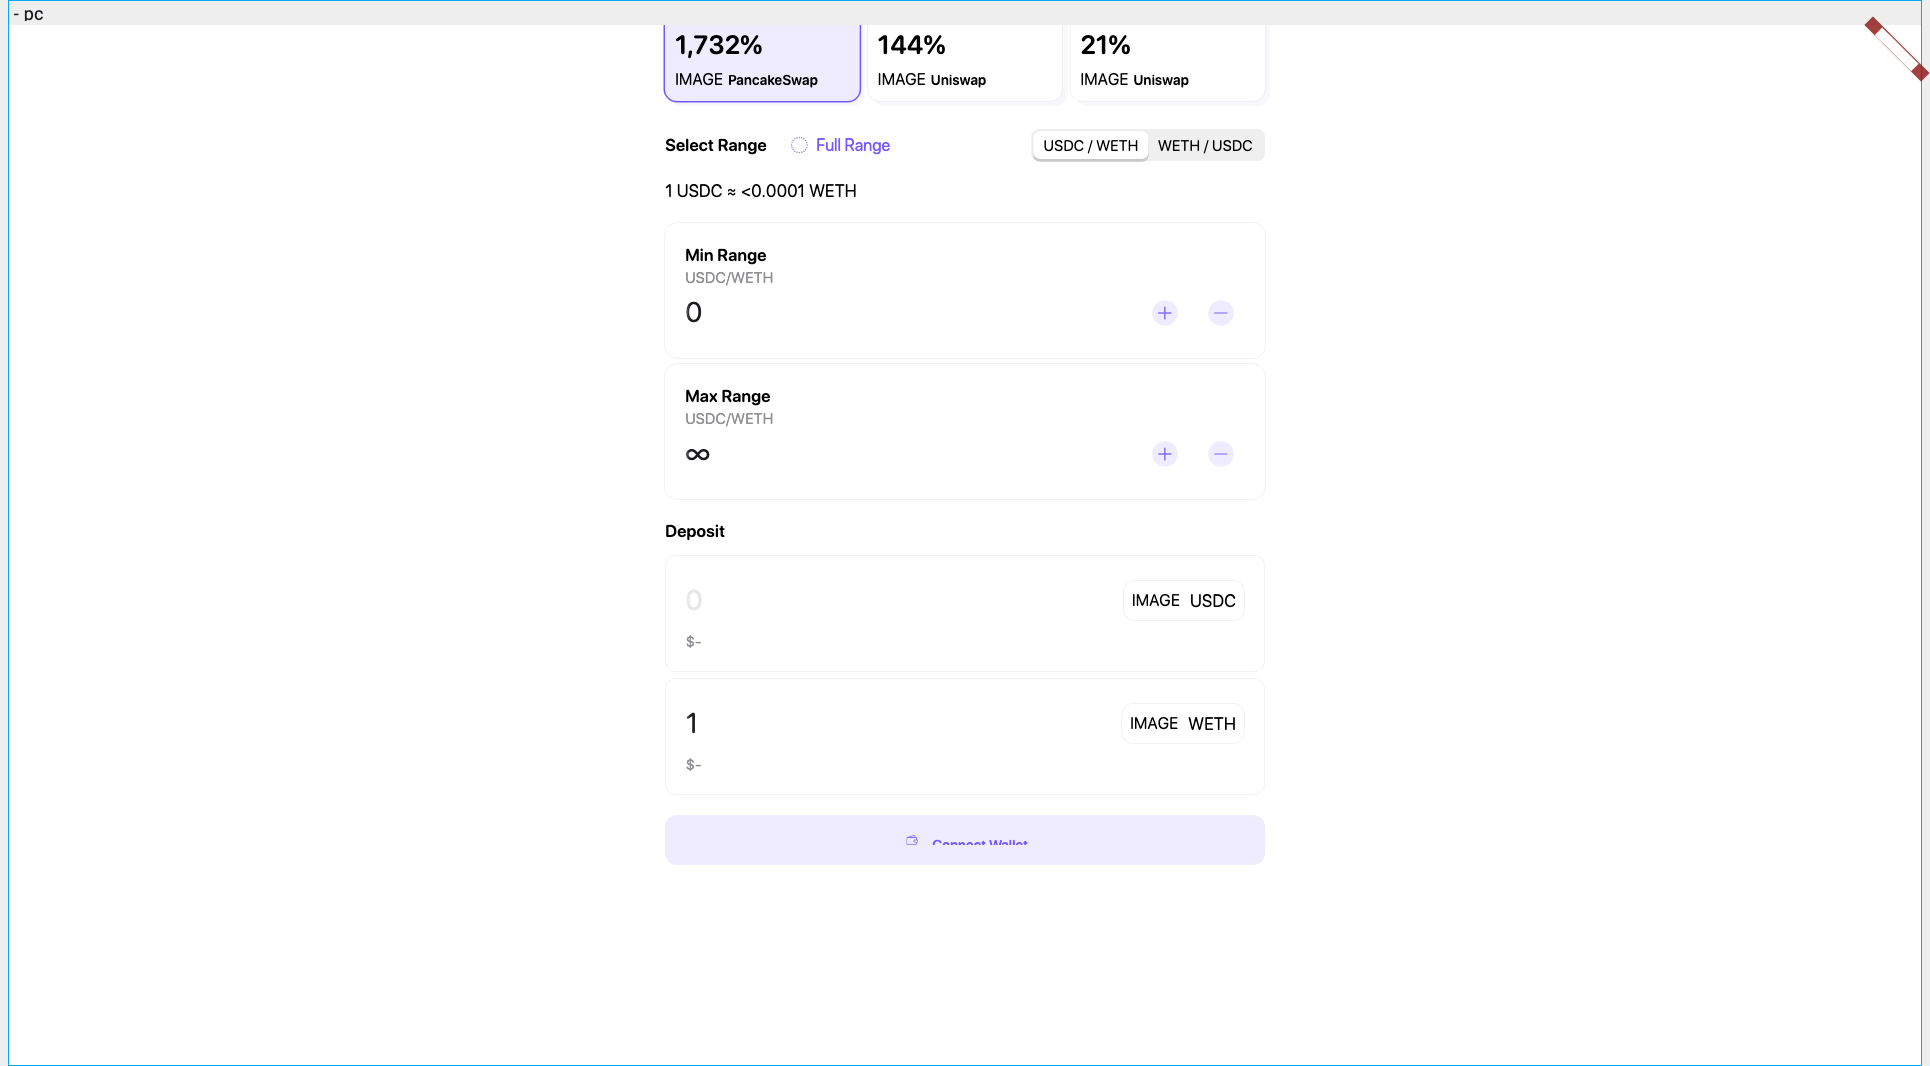 - pc
1,732%
IMAGE PancakeSwap
144%
IMAGE Uniswap
21%
IMAGE Uniswap
Select Range
Full Range
USDC / WETH
WETH / USDC
1 USDC ≈ <0.0001 WETH
Min Range
USDC/WETH
0
Max Range
USDC/WETH
∞
Deposit
0
IMAGE USDC
$-
1
IMAGE WETH
$-
Connect Wallet